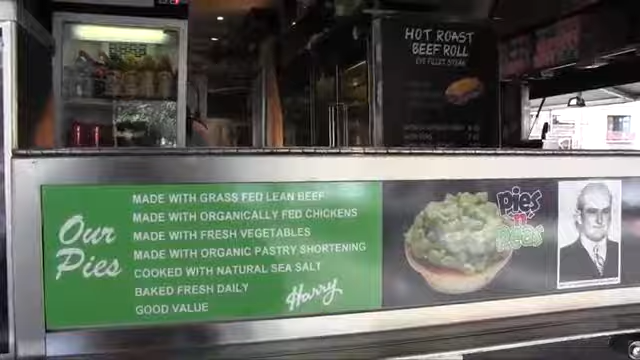 HOT ROAST
BEEF ROLL
EYE FILLET STEAK
Our
Pies
MADE WITH GRASS FED LEAN BEEF
MADE WITH ORGANICALLY FED CHICKENS
MADE WITH FRESH VEGETABLES
MADE WITH ORGANIC PASTRY SHORTENING
COOKED WITH NATURAL SEA SALT
BAKED FRESH DAILY
GOOD VALUE
Harry
Pies
n
Peas